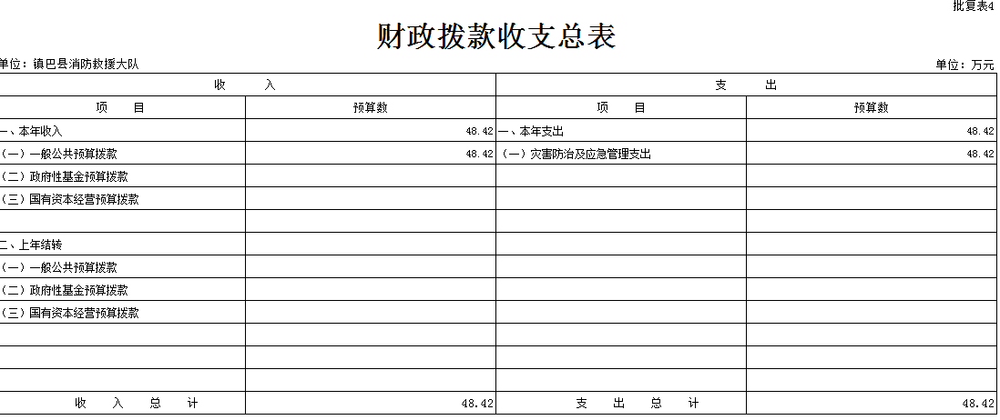 批复表4
财政拨款收支总表
单位：镇巴县消防救援大队 单位：万元
收 入 支 出
项 目 预算数 项 目 预算数
一、本年收入 48.42 一、本年支出 48.42
（一）一般公共预算拨款 48.42 （一）灾害防治及应急管理支出 48.42
（二）政府性基金预算拨款
（三）国有资本经营预算拨款
二、上年结转
（一）一般公共预算拨款
（二）政府性基金预算拨款
（三）国有资本经营预算拨款
收 入 总 计 48.42 支 出 总 计 48.42